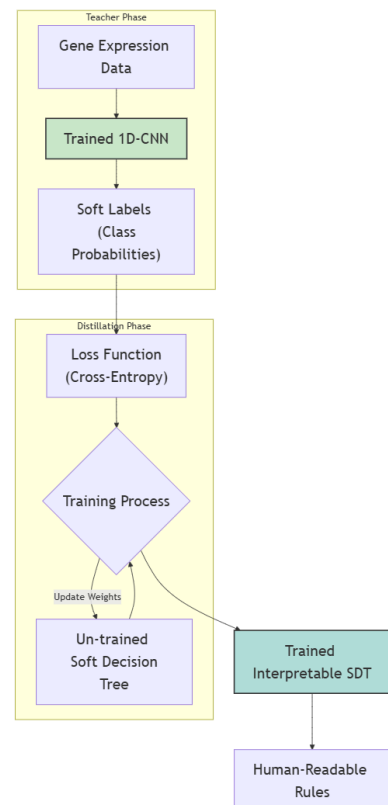 Teacher Phase
Gene Expression
Data
Trained 1D-CNN
Soft Labels
(Class
Probabilities)
Distillation Phase
Loss Function
(Cross-Entropy)
Training Process
Update Weights
Un-trained
Soft Decision
Tree
Trained
Interpretable SDT
Human-Readable
Rules